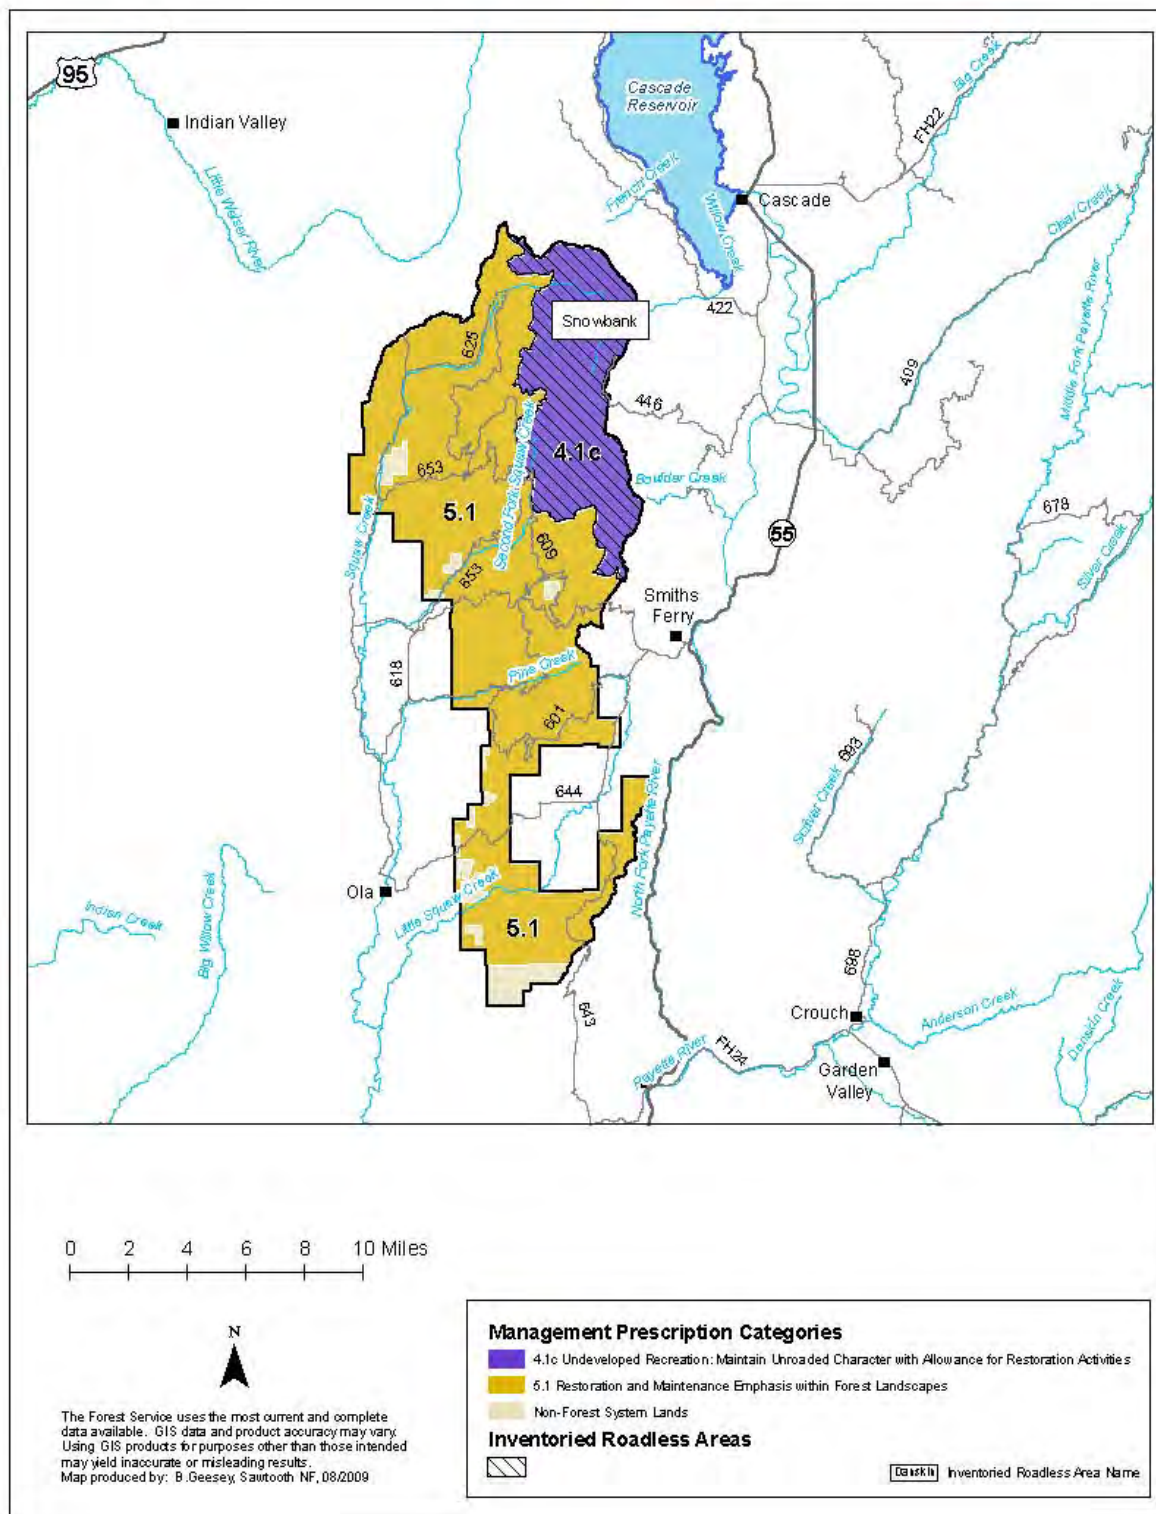 95
Indian Valley
Little Weiser River
Cascade
Reservoir
French Creek
Willow Creek
Cascade
Big Creek
FH22
Clear Creek
Middle Fork Payette River
422
409
Snowbank
625
446
4.1c
Boulder Creek
Second Fork Squaw Creek
653
5.1
Squaw Creek
609
653
55
678
Silver Creek
Smiths
Ferry
618
Pine Creek
601
644
North Fork Payette River
693
Scriver Creek
Ola
Little Squaw Creek
Indian Creek
Big Willow Creek
5.1
643
698
Crouch
Anderson Creek
Danskin Creek
Payette River
FH24
Garden
Valley
0 2 4 6 8 10 Miles
N
The Forest Service uses the most current and complete
data available. GIS data and product accuracy may vary.
Using GIS products for purposes other than those intended
may yield inaccurate or misleading results.
Map produced by: B.Geesey, Sawtooth NF, 08/2009
Management Prescription Categories
4.1c Undeveloped Recreation: Maintain Unroaded Character with Allowance for Restoration Activities
5.1 Restoration and Maintenance Emphasis within Forest Landscapes
Non-Forest System Lands
Inventoried Roadless Areas
Danskin Inventoried Roadless Area Name